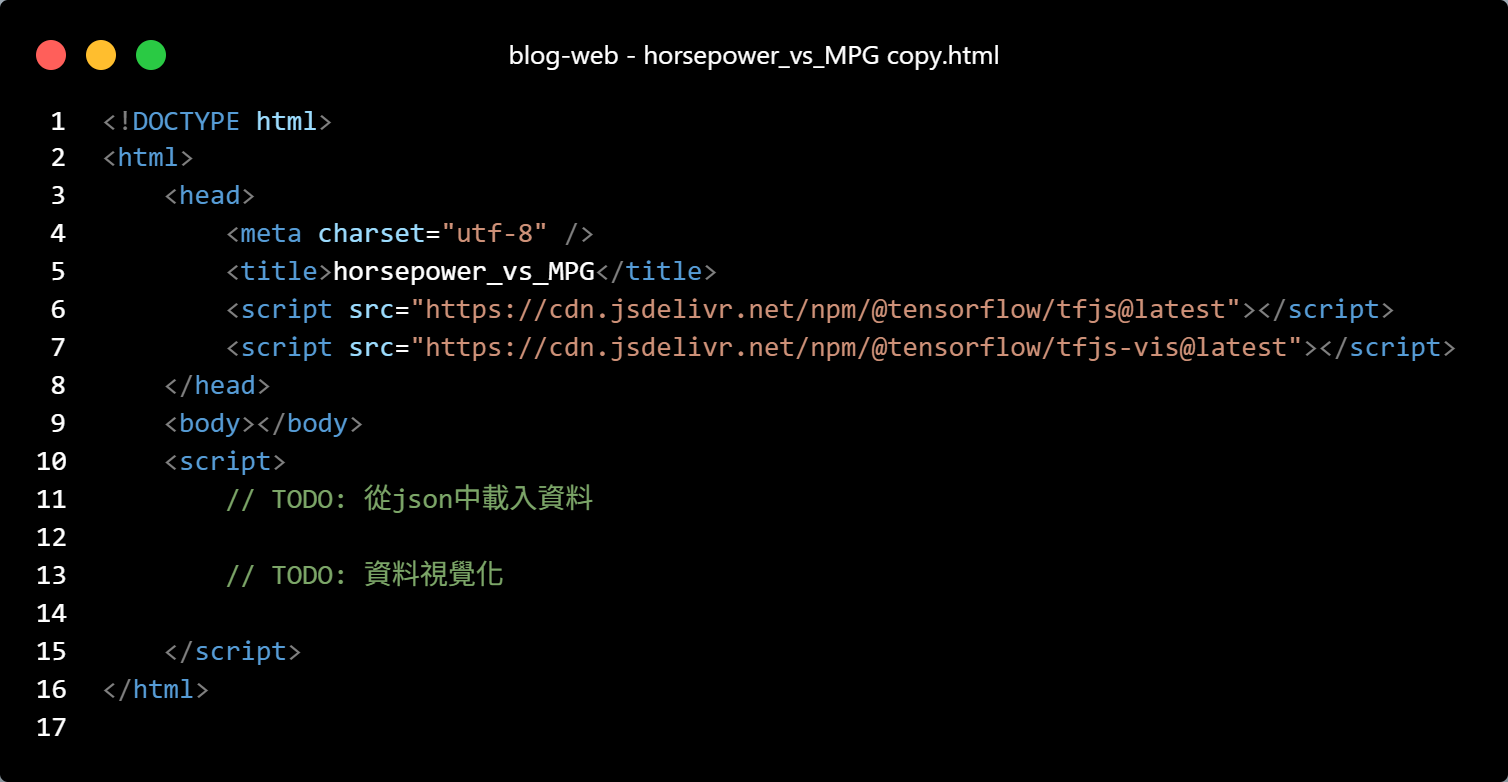 blog-web - horsepower_vs_MPG copy.html
1 <!DOCTYPE html>
2 <html>
3     <head>
4         <meta charset="utf-8" />
5         <title>horsepower_vs_MPG</title>
6         <script src="https://cdn.jsdelivr.net/npm/@tensorflow/tfjs@latest"></script>
7         <script src="https://cdn.jsdelivr.net/npm/@tensorflow/tfjs-vis@latest"></script>
8     </head>
9     <body></body>
10     <script>
11         // TODO: 從json中載入資料
12
13         // TODO: 資料視覺化
14
15     </script>
16 </html>
17